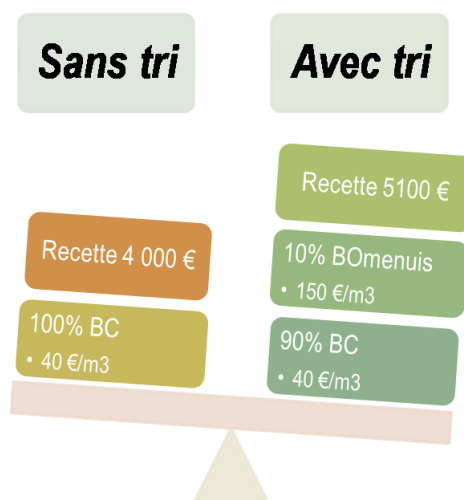 Sans tri
Avec tri
Recette 4 000 €
100% BC
• 40 €/m3
Recette 5100 €
10% BOmenuis
• 150 €/m3
90% BC
• 40 €/m3